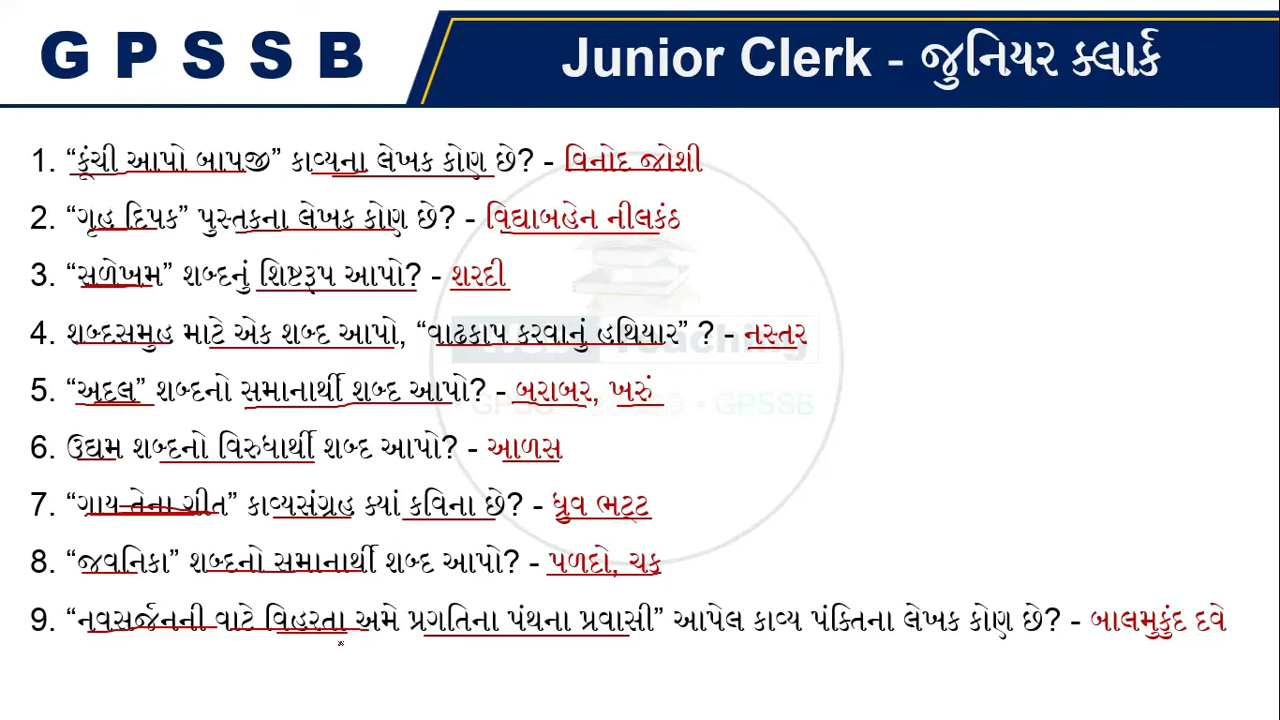 GPSSB
Junior Clerk - જુનિયર ક્લાર્ક
1. “કૂંચી આપો બાપજી” કાવ્યના લેખક કોણ છે? - વિનોદ જોશી
2. “ગૃહ દિપક” પુસ્તકના લેખક કોણ છે? - વિદ્યાબહેન નીલકંઠ
3. “સળેખમ” શબ્દનું શિષ્ટરૂપ આપો? - શરદી
4. શબ્દસમુહ માટે એક શબ્દ આપો, “વાઢકાપ કરવાનું હથિયાર” ? - નસ્તર
5. “અદલ” શબ્દનો સમાનાર્થી શબ્દ આપો? - બરાબર, ખરું
6. ઉદ્યમ શબ્દનો વિરુધાર્થી શબ્દ આપો? - આળસ
7. “ગાય તેના ગીત” કાવ્યસંગ્રહ ક્યાં કવિના છે? - ધ્રુવ ભટ્ટ
8. “જવનિકા” શબ્દનો સમાનાર્થી શબ્દ આપો? - પળદો, ચક
9. “નવસર્જનની વાટે વિહરતા અમે પ્રગતિના પંથના પ્રવાસી” આપેલ કાવ્ય પંક્તિના લેખક કોણ છે? - બાલમુકુંદ દવે
Teaching
GPSSB